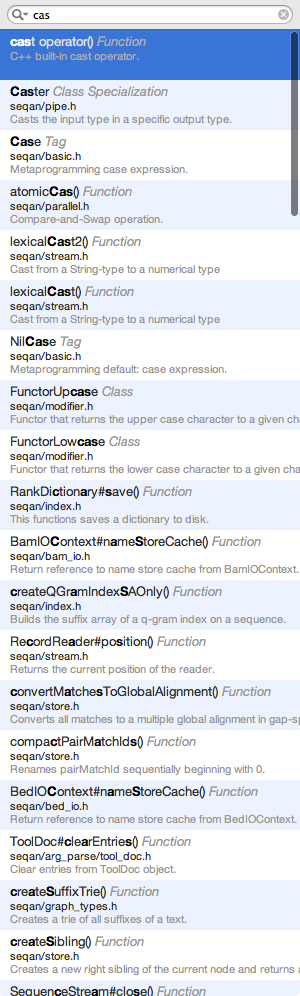 cas
cast operator() Function
C++ built-in cast operator.
Caster Class Specialization
seqan/pipe.h
Casts the input type in a specific output type.
Case Tag
seqan/basic.h
Metaprogramming case expression.
atomicCas() Function
seqan/parallel.h
Compare-and-Swap operation.
lexicalCast2() Function
seqan/stream.h
Cast from a String-type to a numerical type
lexicalCast() Function
seqan/stream.h
Cast from a String-type to a numerical type
NilCase Tag
seqan/basic.h
Metaprogramming default: case expression.
FunctorUpcase Class
seqan/modifier.h
Functor that returns the upper case character to a given cha
FunctorLowcase Class
seqan/modifier.h
Functor that returns the lower case character to a given cha
RankDictionary#save() Function
seqan/index.h
This functions saves a dictionary to disk.
BamIOContext#nameStoreCache() Function
seqan/bam_io.h
Return reference to name store cache from BamIOContext.
createQGramIndexSAOnly() Function
seqan/index.h
Builds the suffix array of a q-gram index on a sequence.
RecordReader#position() Function
seqan/stream.h
Returns the current position of the reader.
convertMatchesToGlobalAlignment() Function
seqan/store.h
Converts all matches to a multiple global alignment in gap-sp
compactPairMatchIds() Function
seqan/store.h
Renames pairMatchId sequentially beginning with 0.
BedIOContext#nameStoreCache() Function
seqan/bed_io.h
Return reference to name store cache from BedIOContext.
ToolDoc#clearEntries() Function
seqan/arg_parse/tool_doc.h
Clear entries from ToolDoc object.
createSuffixTrie() Function
seqan/graph_types.h
Creates a trie of all suffixes of a text.
createSibling() Function
seqan/store.h
Creates a new right sibling of the current node and returns a
SequenceStream#close() Function